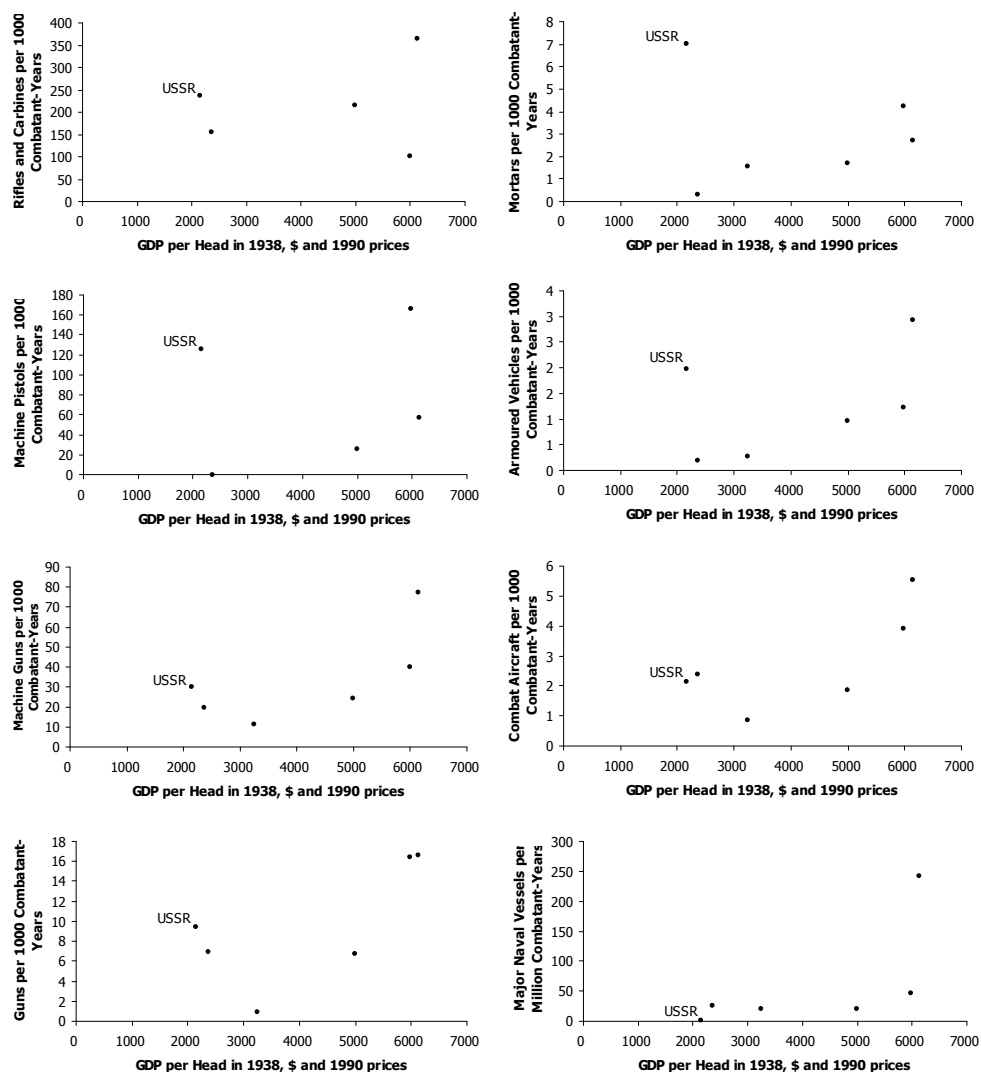 Rifles and Carbines per 1000
Combatant-Years
400
350
300
250
200
150
100
50
0
USSR
0 1000 2000 3000 4000 5000 6000 7000
GDP per Head in 1938, $ and 1990 prices
Mortars per 1000 Combatant-
Years
8
7
6
5
4
3
2
1
0
USSR
0 1000 2000 3000 4000 5000 6000 7000
GDP per Head in 1938, $ and 1990 prices
Machine Pistols per 1000
Combatant-Years
180
160
140
120
100
80
60
40
20
0
USSR
0 1000 2000 3000 4000 5000 6000 7000
GDP per Head in 1938, $ and 1990 prices
Armoured Vehicles per 1000
Combatant-Years
4
3
3
2
2
1
1
0
USSR
0 1000 2000 3000 4000 5000 6000 7000
GDP per Head in 1938, $ and 1990 prices
Machine Guns per 1000
Combatant-Years
90
80
70
60
50
40
30
20
10
0
USSR
0 1000 2000 3000 4000 5000 6000 7000
GDP per Head in 1938, $ and 1990 prices
Combat Aircraft per 1000
Combatant-Years
6
5
4
3
2
1
0
USSR
0 1000 2000 3000 4000 5000 6000 7000
GDP per Head in 1938, $ and 1990 prices
Guns per 1000 Combatant-
Years
18
16
14
12
10
8
6
4
2
0
USSR
0 1000 2000 3000 4000 5000 6000 7000
GDP per Head in 1938, $ and 1990 prices
Major Naval Vessels per
Million Combatant-Years
300
250
200
150
100
50
0
USSR
0 1000 2000 3000 4000 5000 6000 7000
GDP per Head in 1938, $ and 1990 prices